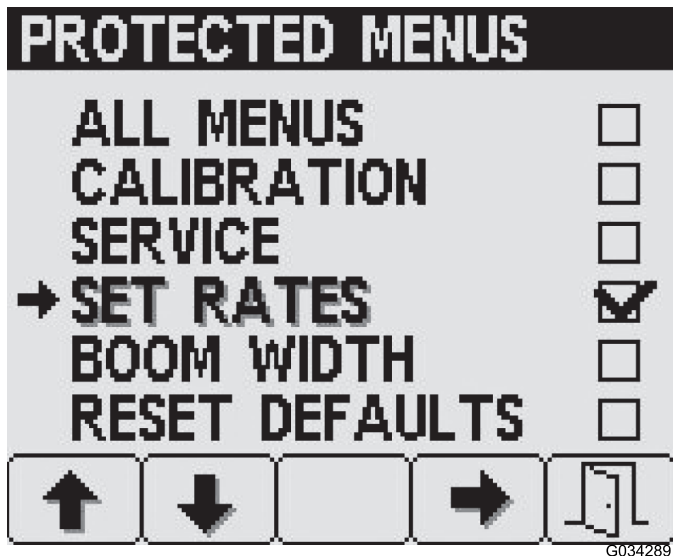 PROTECTED MENUS
ALL MENUS
CALIBRATION
SERVICE
SET RATES
BOOM WIDTH
RESET DEFAULTS
G034289